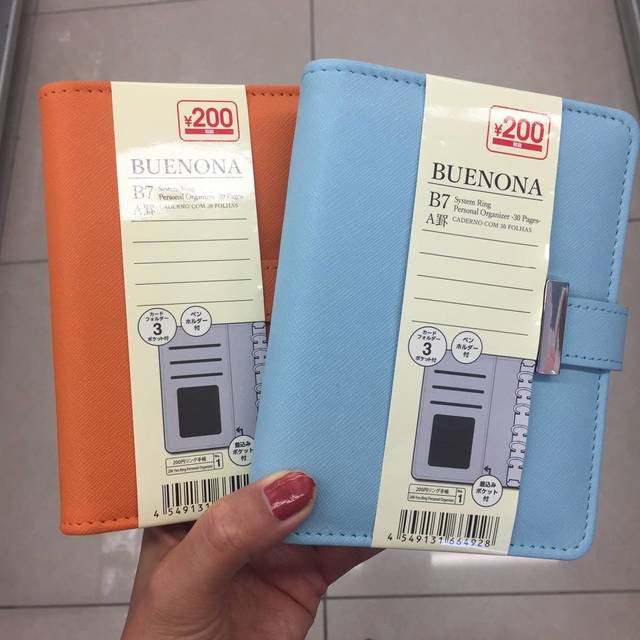 ¥200
税抜
BUENONA
B7 System Ring
Personal Organizer -30 Pages-
A罫 CADERNO COM 30 FOLHAS
カード
フォルダー
3
ポケット付
ペン
ホルダー
付
差込み
ポケット
付
200円リング手帳
200 Yen Ring Personal Organizer
No.
1
4 549131
¥200
税抜
BUENONA
B7 System Ring
Personal Organizer -30 Pages-
A罫 CADERNO COM 30 FOLHAS
カード
フォルダー
3
ポケット付
ペン
ホルダー
付
差込み
ポケット
付
200円リング手帳
200 Yen Ring Personal Organizer
No.
1
4 549131 664928